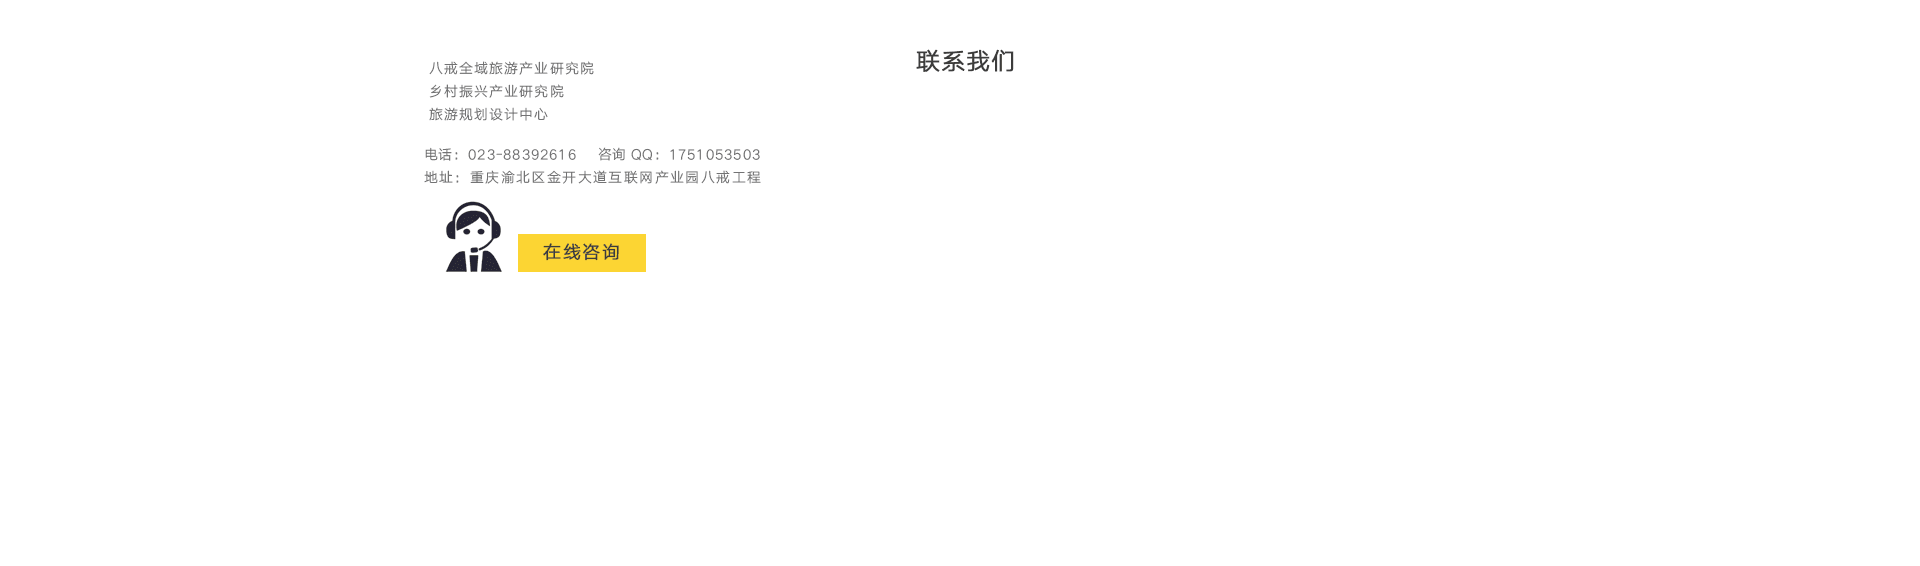 联系我们
八戒全域旅游产业研究院
乡村振兴产业研究院
旅游规划设计中心
电话：023-88392616 咨询 QQ：1751053503
地址：重庆渝北区金开大道互联网产业园八戒工程
在线咨询